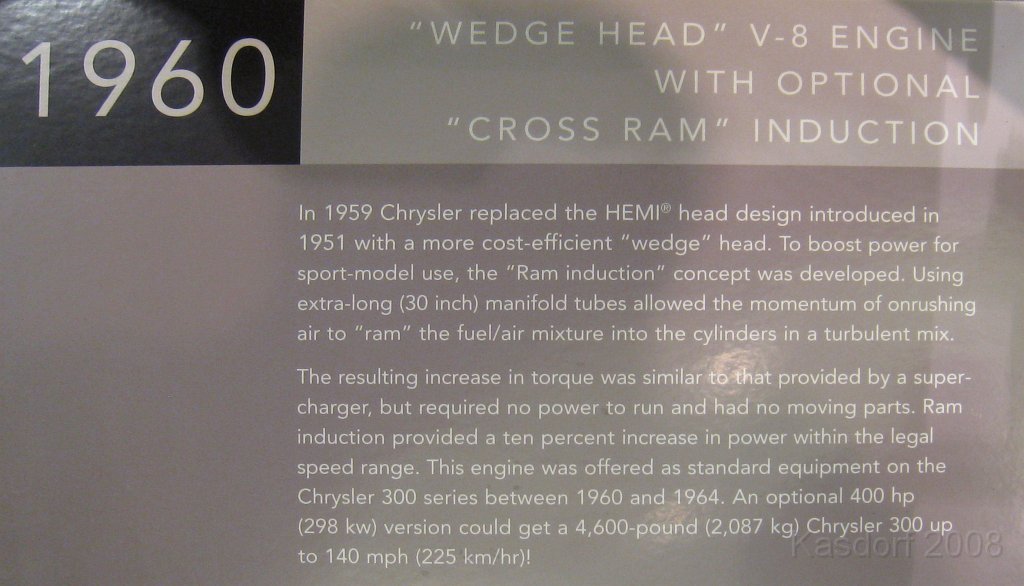 1960
“WEDGE HEAD” V-8 ENGINE
WITH OPTIONAL
“CROSS RAM” INDUCTION
In 1959 Chrysler replaced the HEMI® head design introduced in
1951 with a more cost-efficient “wedge” head. To boost power for
sport-model use, the “Ram induction” concept was developed. Using
extra-long (30 inch) manifold tubes allowed the momentum of onrushing
air to “ram” the fuel/air mixture into the cylinders in a turbulent mix.
The resulting increase in torque was similar to that provided by a super-
charger, but required no power to run and had no moving parts. Ram
induction provided a ten percent increase in power within the legal
speed range. This engine was offered as standard equipment on the
Chrysler 300 series between 1960 and 1964. An optional 400 hp
(298 kw) version could get a 4,600-pound (2,087 kg) Chrysler 300 up
to 140 mph (225 km/hr)!
Kasdorf 2008